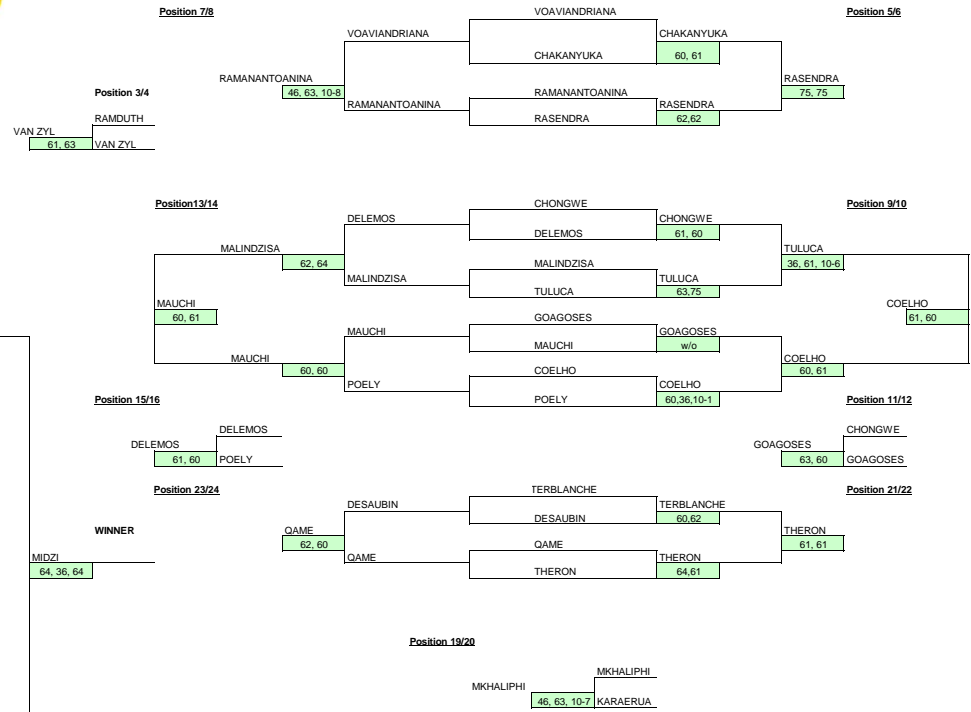 Position 7/8 VOAVIANDRIANA Position 5/6
VOAVIANDRIANA CHAKANYUKA
CHAKANYUKA 60, 61
RAMANANTOANINA RASENDRA
Position 3/4 46, 63, 10-8 RAMANANTOANINA 75, 75
RAMANANTOANINA RASENDRA
RAMDUTH RASENDRA 62,62
VAN ZYL
61, 63 VAN ZYL
Position13/14 CHONGWE Position 9/10
DELEMOS CHONGWE
DELEMOS 61, 60
MALINDZISA TULUCA
62, 64 MALINDZISA 36, 61, 10-6
MALINDZISA TULUCA
TULUCA 63,75
MAUCHI COELHO
60, 61 GOAGOSES 61, 60
MAUCHI GOAGOSES
MAUCHI w/o
MAUCHI COELHO
60, 60 COELHO 60, 61
POELY COELHO
Position 15/16 POELY 60,36,10-1 Position 11/12
DELEMOS CHONGWE
DELEMOS GOAGOSES
61, 60 POELY 63, 60 GOAGOSES
Position 23/24 TERBLANCHE Position 21/22
DESAUBIN TERBLANCHE
DESAUBIN 60,62
WINNER QAME THERON
62, 60 QAME 61, 61
MIDZI QAME THERON
64, 36, 64 THERON 64,61
Position 19/20
MKHALIPHI
MKHALIPHI
46, 63, 10-7 KARAERUA